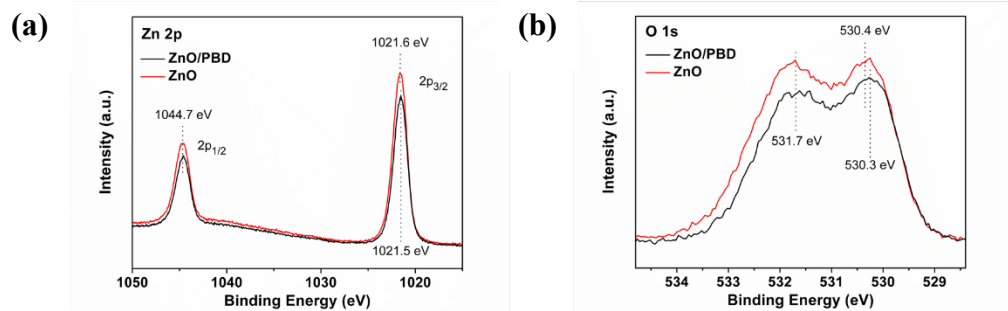 (a)
Zn 2p
ZnO/PBD
ZnO
1021.6 eV
2p3/2
1044.7 eV
2p1/2
1021.5 eV
Intensity (a.u.)
1050 1040 1030 1020
Binding Energy (eV)
(b)
O 1s
ZnO/PBD
ZnO
530.4 eV
531.7 eV
530.3 eV
Intensity (a.u.)
534 533 532 531 530 529
Binding Energy (eV)